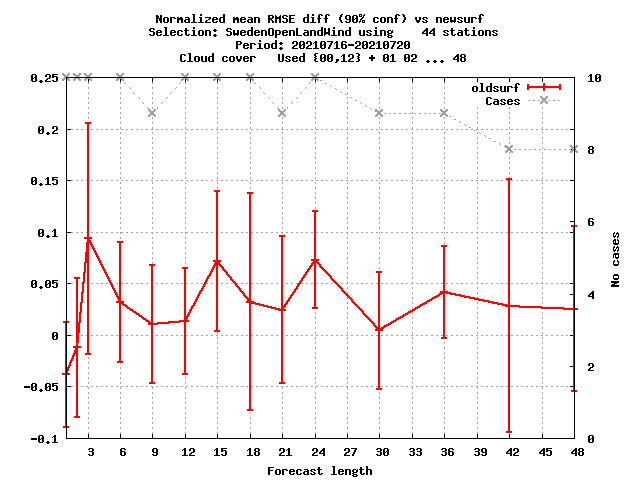 Normalized mean RMSE diff (90% conf) vs newsurf
Selection: SwedenOpenLandWind using    44 stations
Period: 20210716-20210720
Cloud cover   Used {00,12} + 01 02 ... 48
oldsurf
Cases
0.25
0.2
0.15
0.1
0.05
0
-0.05
-0.1
10
8
6
4
2
0
No cases
3 6 9 12 15 18 21 24 27 30 33 36 39 42 45 48
Forecast length